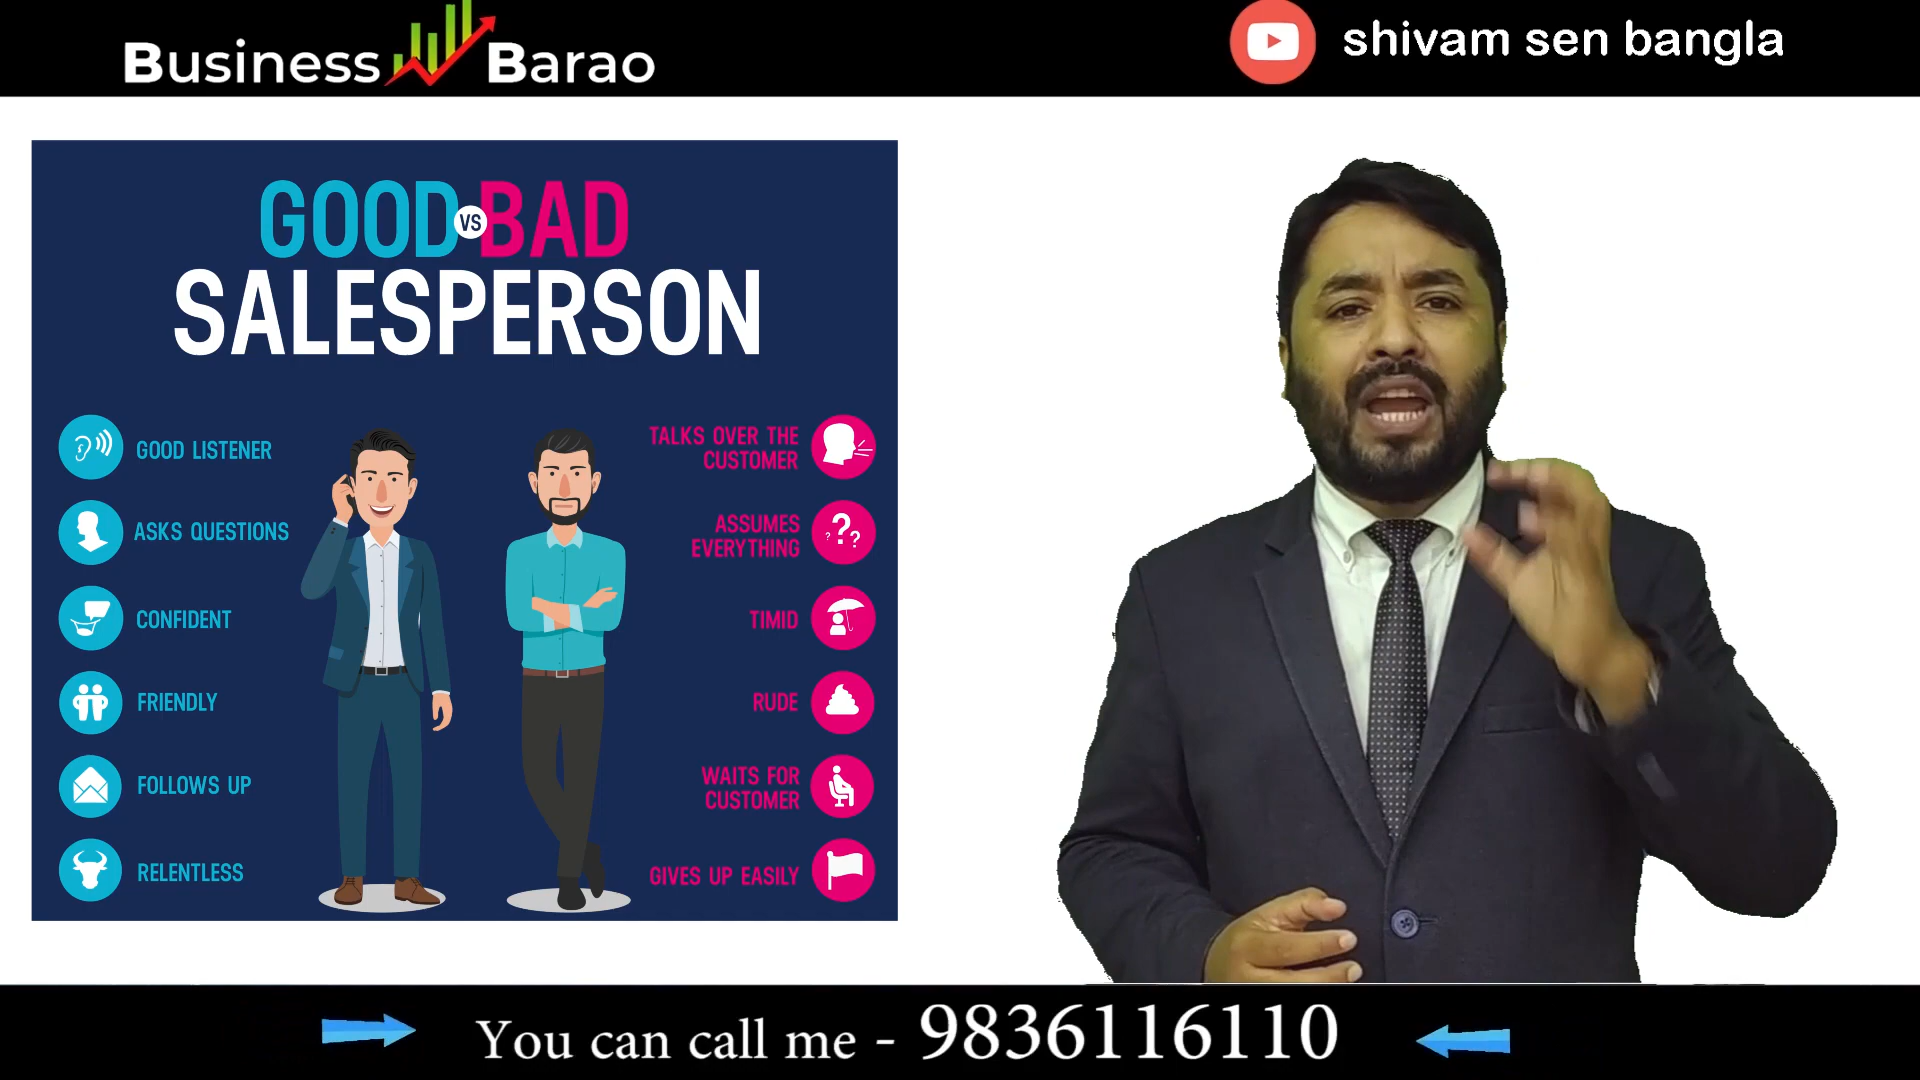 Business Barao
shivam sen bangla
GOOD VS BAD
SALESPERSON
GOOD LISTENER
ASKS QUESTIONS
CONFIDENT
FRIENDLY
FOLLOWS UP
RELENTLESS
TALKS OVER THE
CUSTOMER
ASSUMES
EVERYTHING
TIMID
RUDE
WAITS FOR
CUSTOMER
GIVES UP EASILY
You can call me - 9836116110